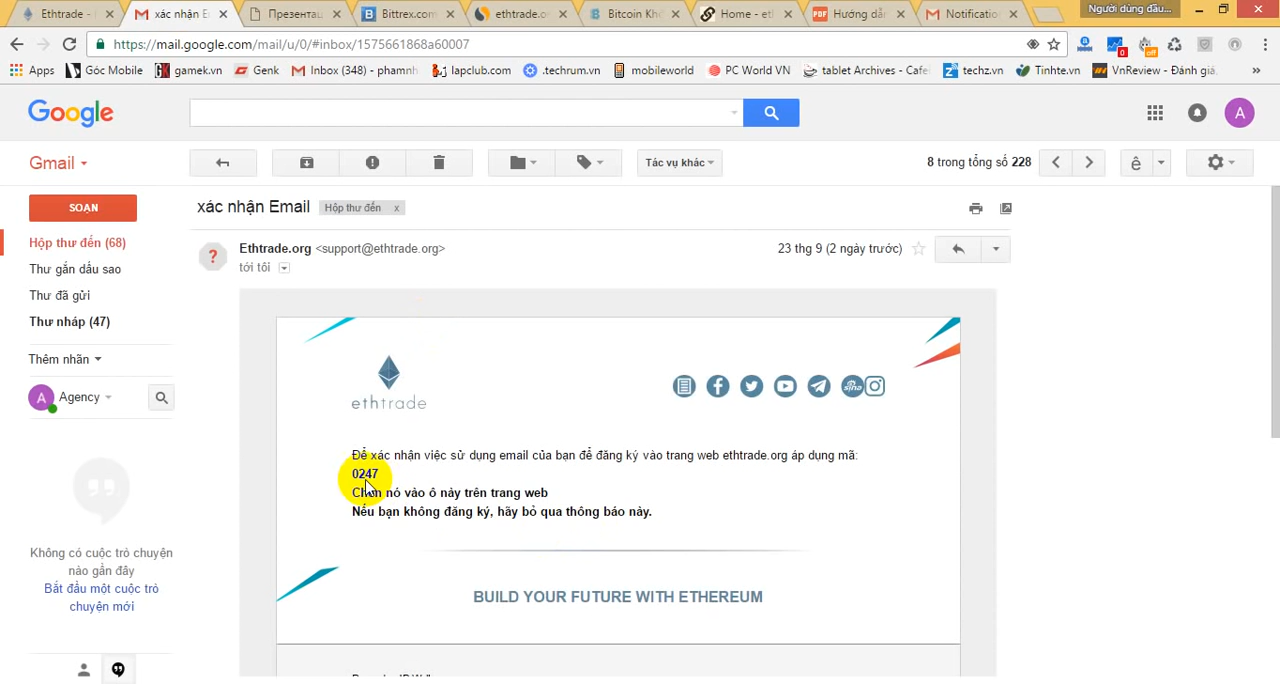 Ethtrade -
xác nhận E
Презентац
Bittrex.com
ethtrade.o
Bitcoin Kh
Home - et
PDF Hướng dẫn
Notificatio
Người dùng đầu...
https://mail.google.com/mail/u/0/#inbox/1575661868a60007
Apps
Góc Mobile
gamek.vn
Genk
Inbox (348) - phamnh
lapclub.com
.techrum.vn
mobileworld
PC World VN
tablet Archives - Cafe
techz.vn
Tinhte.vn
VnReview - Đánh giá
»
0
off
Google
A
Gmail
Tác vụ khác
8 trong tổng số 228
ê
SOẠN
xác nhận Email
Hộp thư đến x
Hộp thư đến (68)
Thư gắn dấu sao
Thư đã gửi
Thư nháp (47)
Thêm nhãn
A Agency
Không có cuộc trò chuyện
nào gần đây
Bắt đầu một cuộc trò
chuyện mới
? Ethtrade.org <support@ethtrade.org>
23 thg 9 (2 ngày trước)
tới tôi
ethtrade
sina
Để xác nhận việc sử dụng email của bạn để đăng ký vào trang web ethtrade.org áp dụng mã:
0247
Chèn nó vào ô này trên trang web
Nếu bạn không đăng ký, hãy bỏ qua thông báo này.
BUILD YOUR FUTURE WITH ETHEREUM